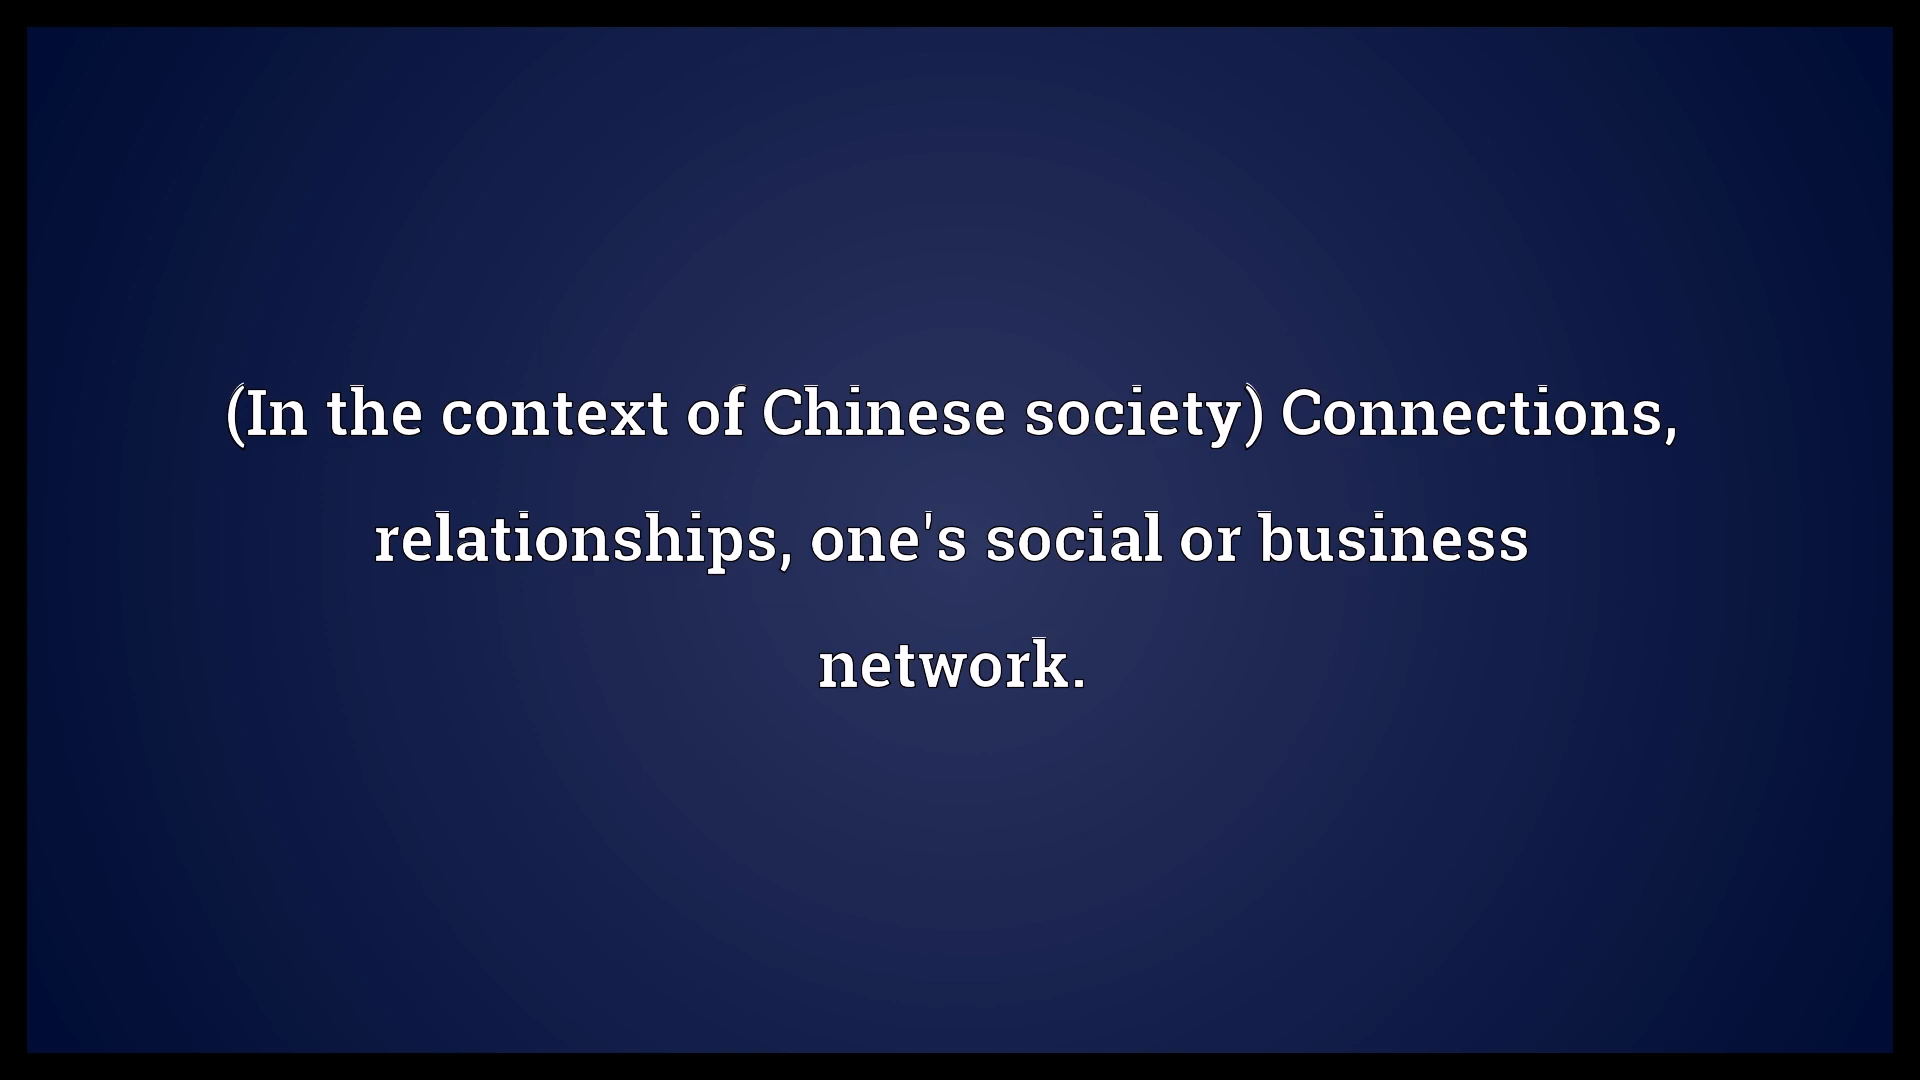 (In the context of Chinese society) Connections,
relationships, one's social or business
network.